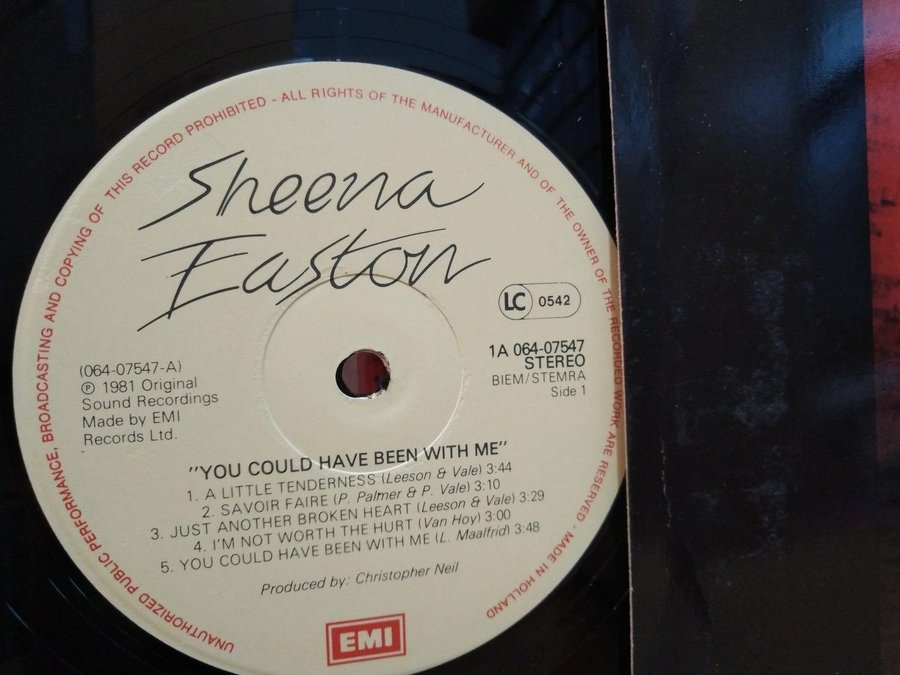 UNAUTHORIZED PUBLIC PERFORMANCE, BROADCASTING AND COPYING OF THIS RECORD PROHIBITED - ALL RIGHTS OF THE MANUFACTURER AND OF THE OWNER OF THE RECORDED WORK ARE RESERVED - MADE IN HOLLAND
Sheena
Easton
LC 0542
(064-07547-A)
℗ 1981 Original
Sound Recordings
Made by EMI
Records Ltd.
1A 064-07547
STEREO
BIEM/STEMRA
Side 1
"YOU COULD HAVE BEEN WITH ME"
1. A LITTLE TENDERNESS (Leeson & Vale) 3:44
2. SAVOIR FAIRE (P. Palmer & P. Vale) 3:10
3. JUST ANOTHER BROKEN HEART (Leeson & Vale) 3:29
4. I'M NOT WORTH THE HURT (Van Hoy) 3:00
5. YOU COULD HAVE BEEN WITH ME (L. Maalfrid) 3:48
Produced by: Christopher Neil
EMI